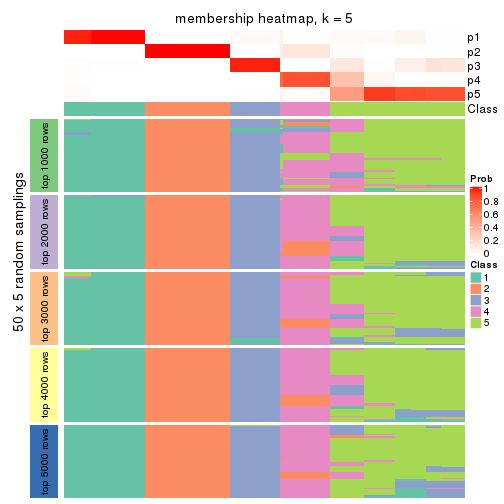 membership heatmap, k = 5
p1
p2
p3
p4
p5
Class
50 x 5 random samplings
top 1000 rows
top 2000 rows
top 3000 rows
top 4000 rows
top 5000 rows
Prob
1
0.8
0.6
0.4
0.2
0
Class
1
2
3
4
5